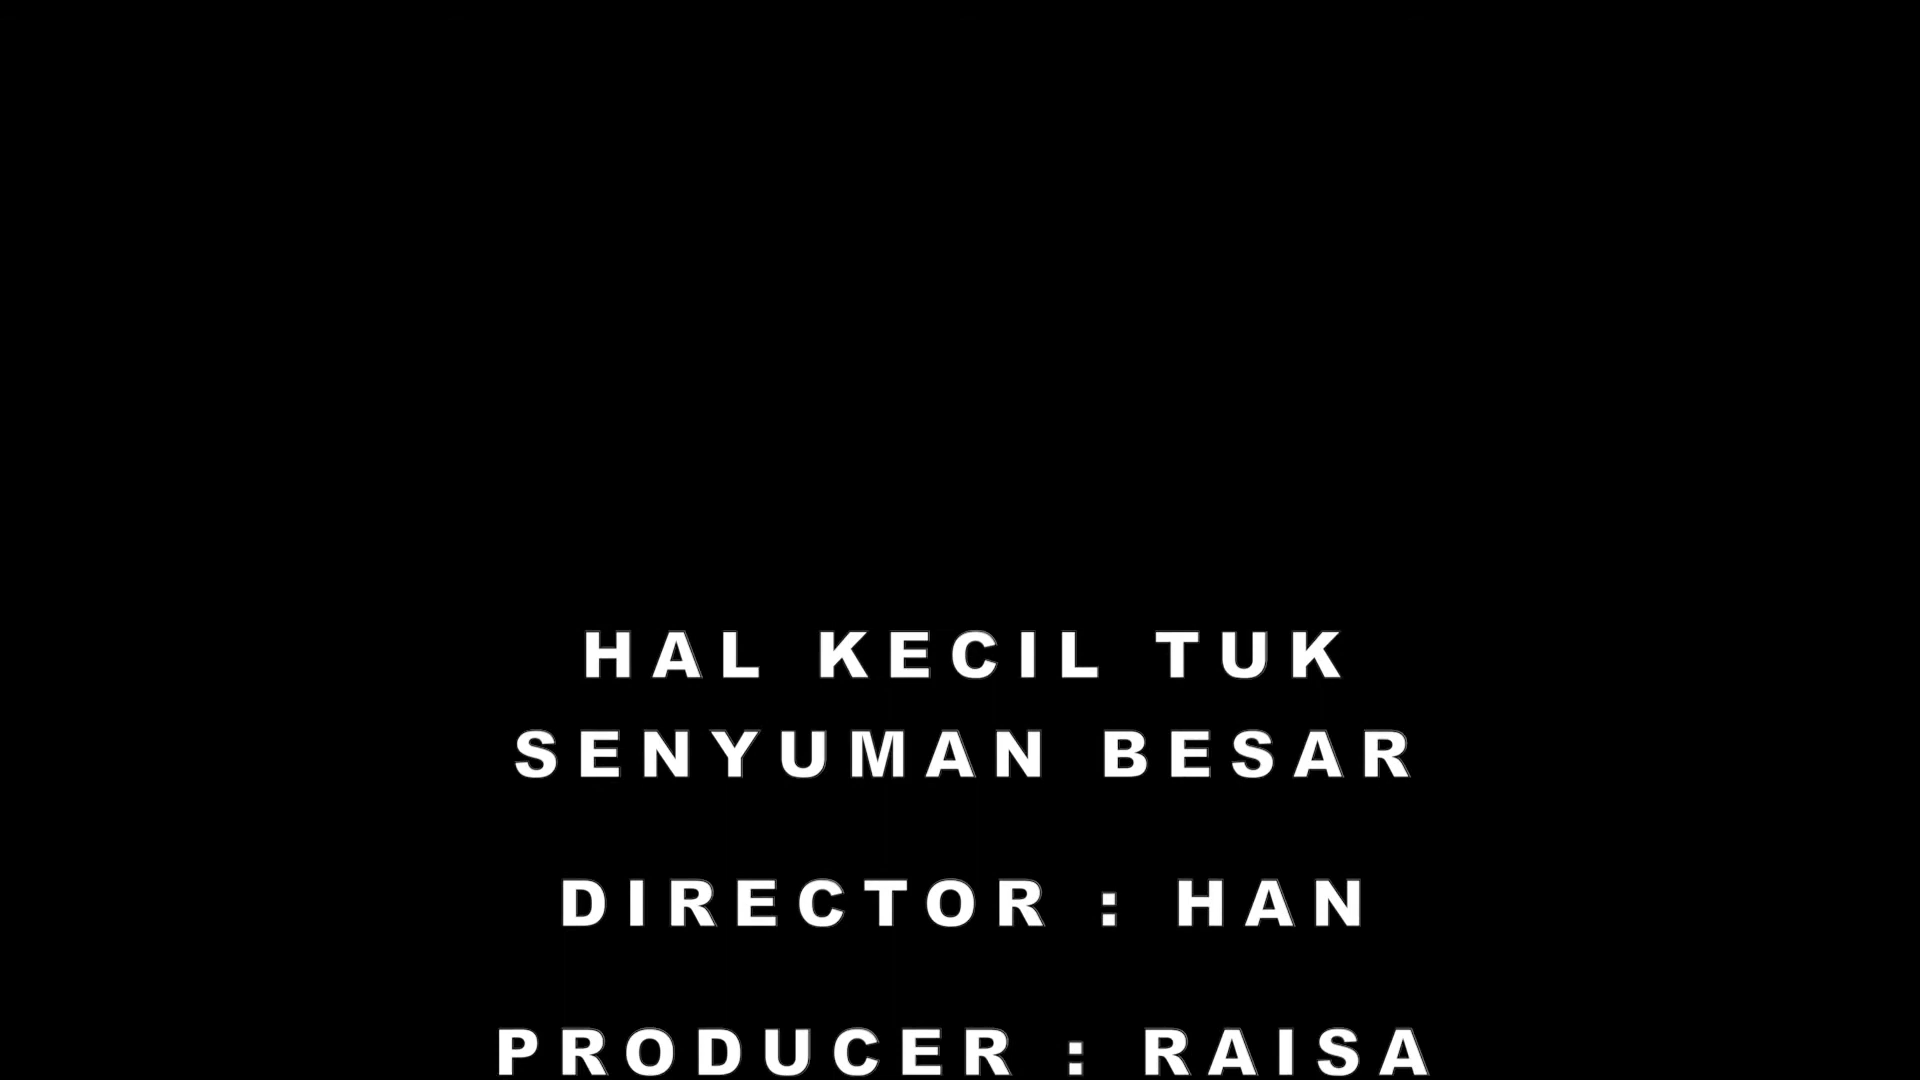 HAL KECIL TUK
SENYUMAN BESAR
DIRECTOR : HAN
PRODUCER : RAISA